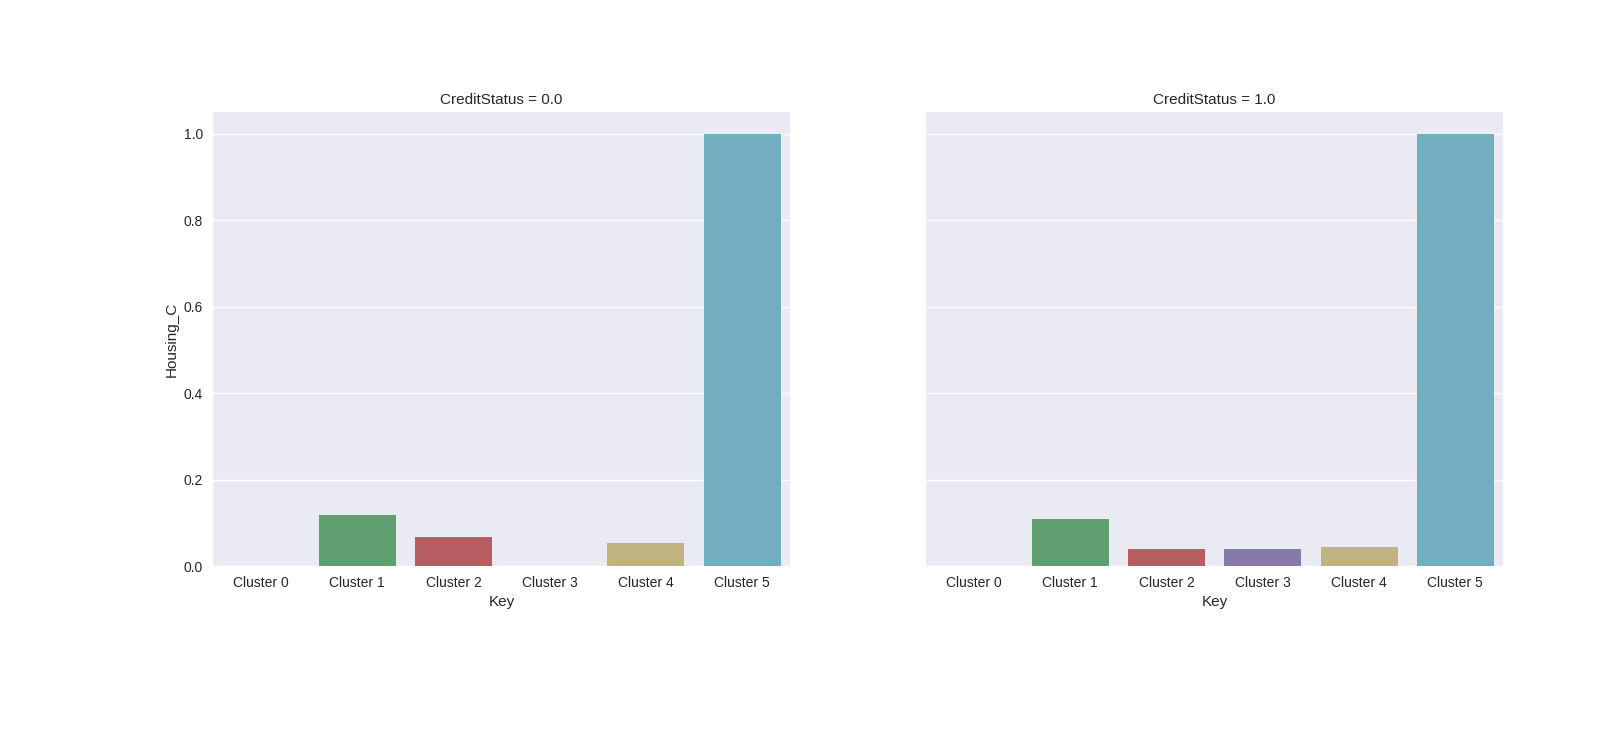 CreditStatus = 0.0
CreditStatus = 1.0
1.0
0.8
0.6
0.4
0.2
0.0
Housing_C
Cluster 0 Cluster 1 Cluster 2 Cluster 3 Cluster 4 Cluster 5
Key
Cluster 0 Cluster 1 Cluster 2 Cluster 3 Cluster 4 Cluster 5
Key